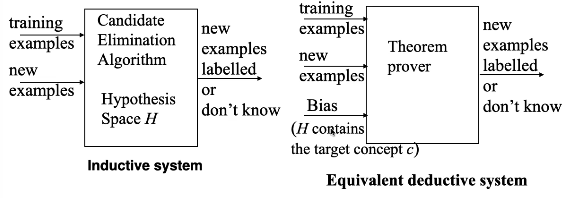 training
examples
new
examples
Candidate
Elimination
Algorithm
Hypothesis
Space H
new
examples
labelled
or
don't know
Inductive system
training
examples
new
examples
Bias
(H contains
the target concept c)
Theorem
prover
new
examples
labelled
or
don't know
Equivalent deductive system